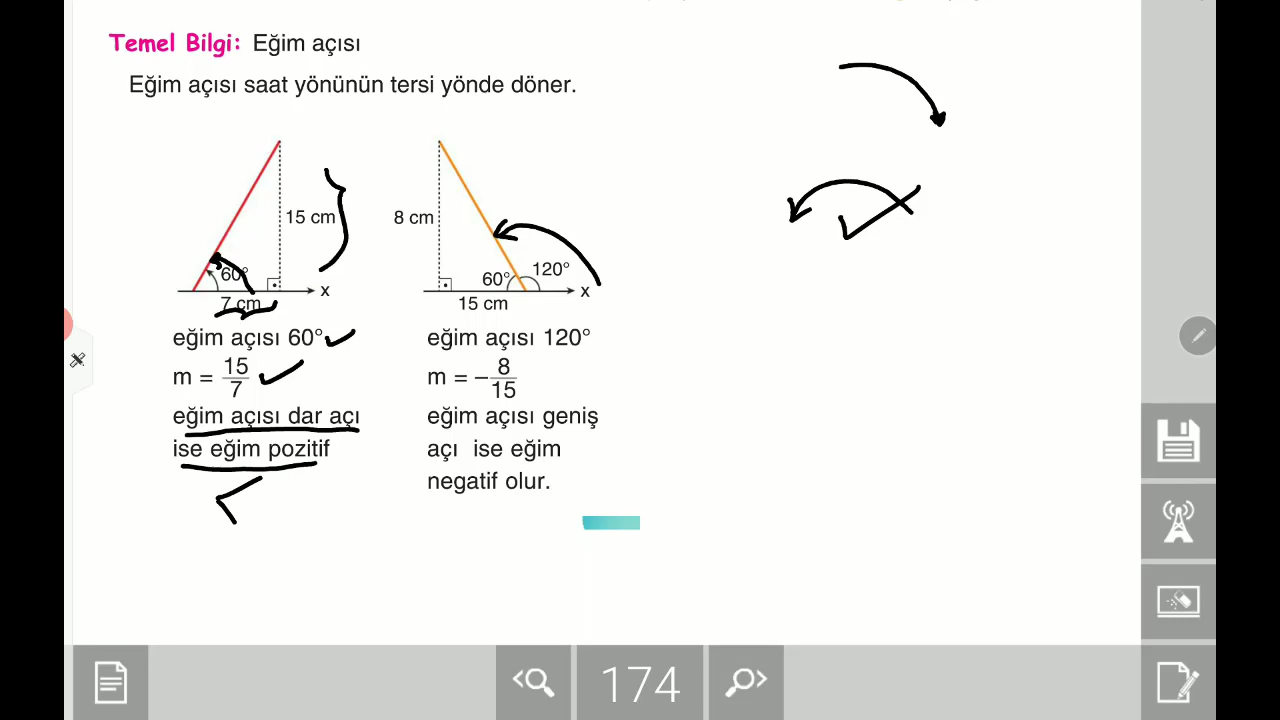 Temel Bilgi: Eğim açısı
Eğim açısı saat yönünün tersi yönde döner.
15 cm
60°
x
7 cm
eğim açısı 60°
m = 15/7
eğim açısı dar açı
ise eğim pozitif
8 cm
60°
120°
x
15 cm
eğim açısı 120°
m = -8/15
eğim açısı geniş
açı ise eğim
negatif olur.
174